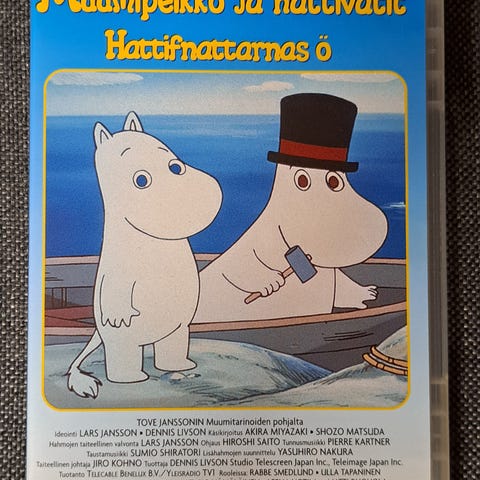 Muumipeikko ja hattivatit
Hattifnattarnas ö
TOVE JANSSONIN Muumitarinoiden pohjalta
Ideointi LARS JANSSON • DENNIS LIVSON Käsikirjoitus AKIRA MIYAZAKI • SHOZO MATSUDA
Hahmojen taiteellinen valvonta LARS JANSSON Ohjaus HIROSHI SAITO Tunnusmusiikki PIERRE KARTNER
Taustamusiikki SUMIO SHIRATORI Lisähahmojen suunnittelu YASUHIRO NAKURA
Taiteellinen johtaja JIRO KOHNO Tuottaja DENNIS LIVSON Studio Telescreen Japan Inc., Teleimage Japan Inc.
Tuotanto TELECABLE BENELUX B.V./YLEISRADIO TV1 Rooleissa: RABBE SMEDLUND • ULLA TAPANINEN